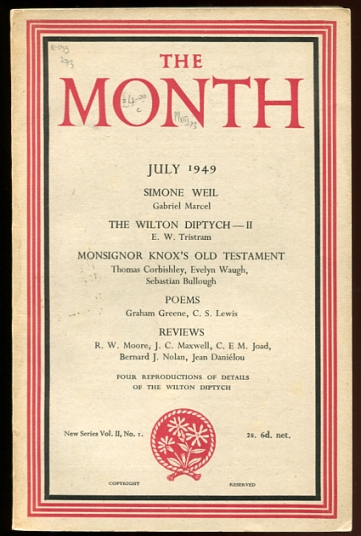 THE
MONTH
£4.00
JULY 1949
SIMONE WEIL
Gabriel Marcel
THE WILTON DIPTYCH—II
E. W. Tristram
MONSIGNOR KNOX'S OLD TESTAMENT
Thomas Corbishley, Evelyn Waugh,
Sebastian Bullough
POEMS
Graham Greene, C. S. Lewis
REVIEWS
R. W. Moore, J. C. Maxwell, C. E M. Joad,
Bernard J. Nolan, Jean Daniélou
FOUR REPRODUCTIONS OF DETAILS
OF THE WILTON DIPTYCH
New Series Vol. II, No. 1.
2s. 6d. net.
COPYRIGHT
RESERVED